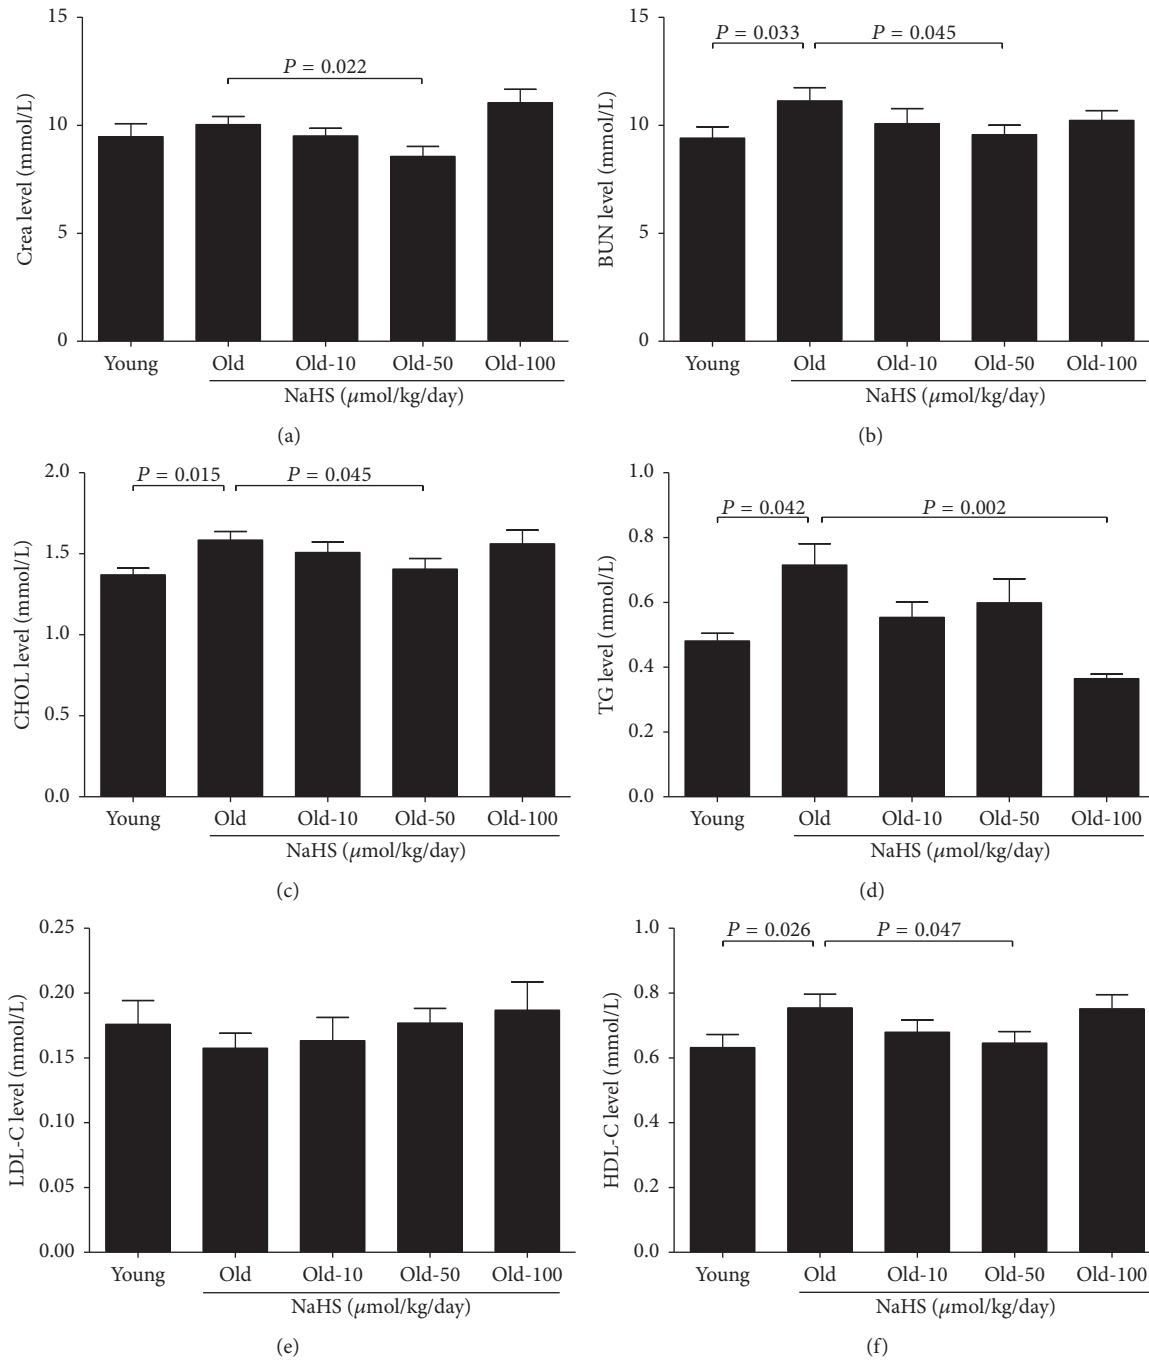 15
10
5
0
Crea level (mmol/L)
P = 0.022
Young Old Old-10 Old-50 Old-100
NaHS (μmol/kg/day)
(a)
15
10
5
0
BUN level (mmol/L)
P = 0.033 P = 0.045
Young Old Old-10 Old-50 Old-100
NaHS (μmol/kg/day)
(b)
2.0
1.5
1.0
0.5
0.0
CHOL level (mmol/L)
P = 0.015 P = 0.045
Young Old Old-10 Old-50 Old-100
NaHS (μmol/kg/day)
(c)
1.0
0.8
0.6
0.4
0.2
0.0
TG level (mmol/L)
P = 0.042 P = 0.002
Young Old Old-10 Old-50 Old-100
NaHS (μmol/kg/day)
(d)
0.25
0.20
0.15
0.10
0.05
0.00
LDL-C level (mmol/L)
Young Old Old-10 Old-50 Old-100
NaHS (μmol/kg/day)
(e)
1.0
0.8
0.6
0.4
0.2
0.0
HDL-C level (mmol/L)
P = 0.026 P = 0.047
Young Old Old-10 Old-50 Old-100
NaHS (μmol/kg/day)
(f)